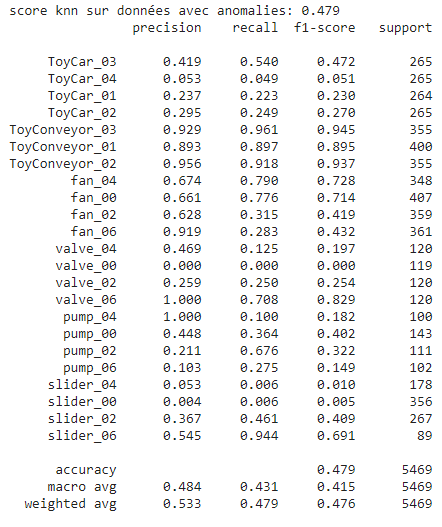 score knn sur données avec anomalies: 0.479
precision recall f1-score support
ToyCar_03 0.419 0.540 0.472 265
ToyCar_04 0.053 0.049 0.051 265
ToyCar_01 0.237 0.223 0.230 264
ToyCar_02 0.295 0.249 0.270 265
ToyConveyor_03 0.929 0.961 0.945 355
ToyConveyor_01 0.893 0.897 0.895 400
ToyConveyor_02 0.956 0.918 0.937 355
fan_04 0.674 0.790 0.728 348
fan_00 0.661 0.776 0.714 407
fan_02 0.628 0.315 0.419 359
fan_06 0.919 0.283 0.432 361
valve_04 0.469 0.125 0.197 120
valve_00 0.000 0.000 0.000 119
valve_02 0.259 0.250 0.254 120
valve_06 1.000 0.708 0.829 120
pump_04 1.000 0.100 0.182 100
pump_00 0.448 0.364 0.402 143
pump_02 0.211 0.676 0.322 111
pump_06 0.103 0.275 0.149 102
slider_04 0.053 0.006 0.010 178
slider_00 0.004 0.006 0.005 356
slider_02 0.367 0.461 0.409 267
slider_06 0.545 0.944 0.691 89
accuracy 0.479 5469
macro avg 0.484 0.431 0.415 5469
weighted avg 0.533 0.479 0.476 5469